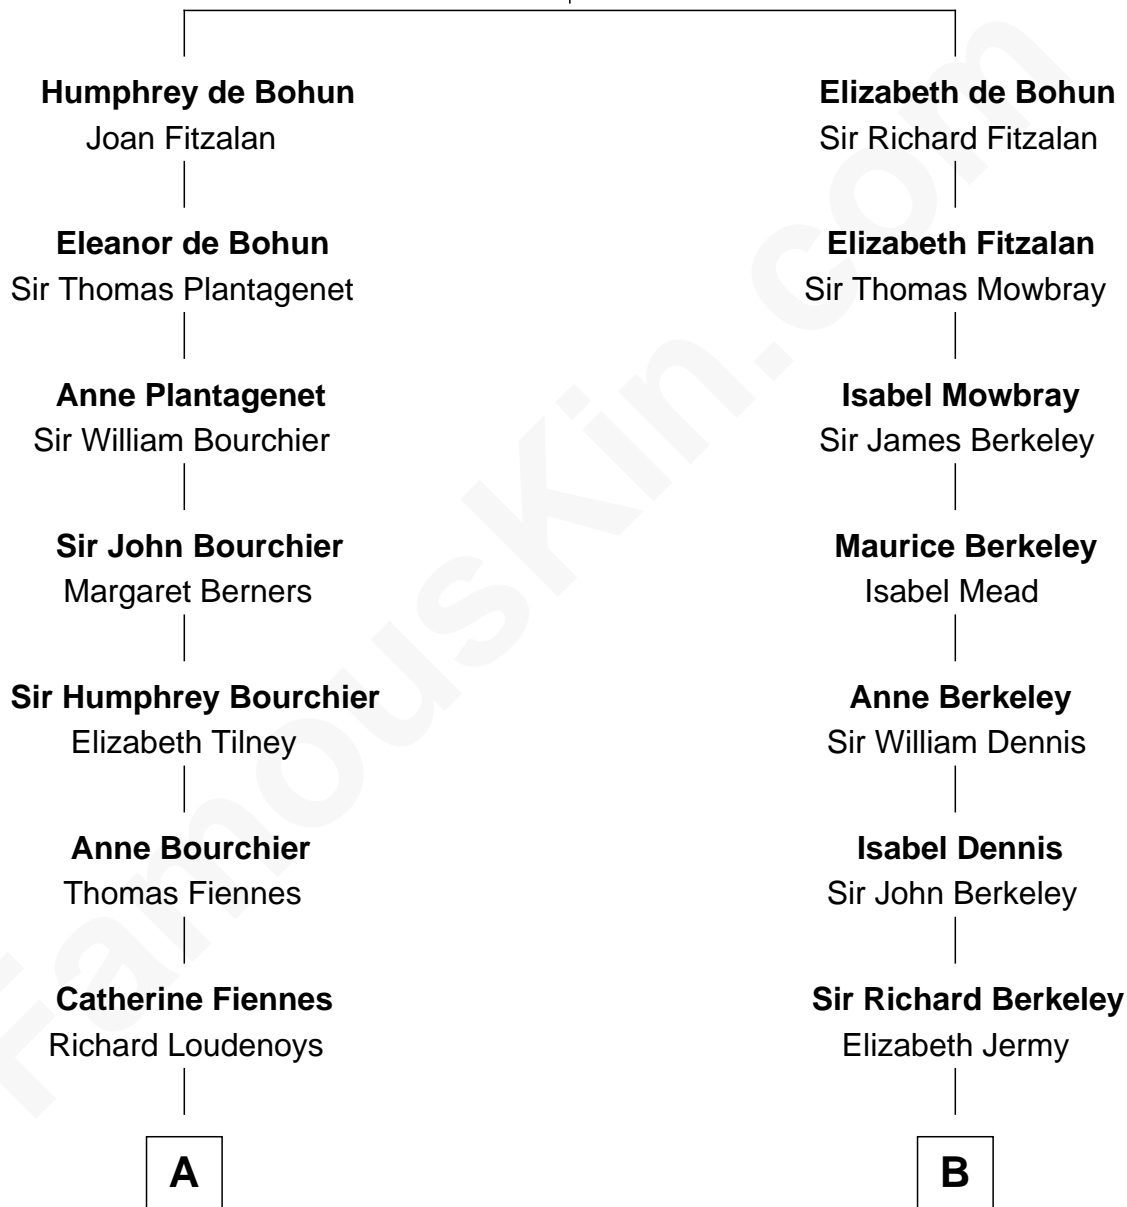 Humphrey de Bohun
Joan Fitzalan
Eleanor de Bohun
Sir Thomas Plantagenet
Anne Plantagenet
Sir William Bourchier
Sir John Bourchier
Margaret Berners
Sir Humphrey Bourchier
Elizabeth Tilney
Anne Bourchier
Thomas Fiennes
Catherine Fiennes
Richard Loudenoys
A
Elizabeth de Bohun
Sir Richard Fitzalan
Elizabeth Fitzalan
Sir Thomas Mowbray
Isabel Mowbray
Sir James Berkeley
Maurice Berkeley
Isabel Mead
Anne Berkeley
Sir William Dennis
Isabel Dennis
Sir John Berkeley
Sir Richard Berkeley
Elizabeth Jermy
B
FamousKin.com